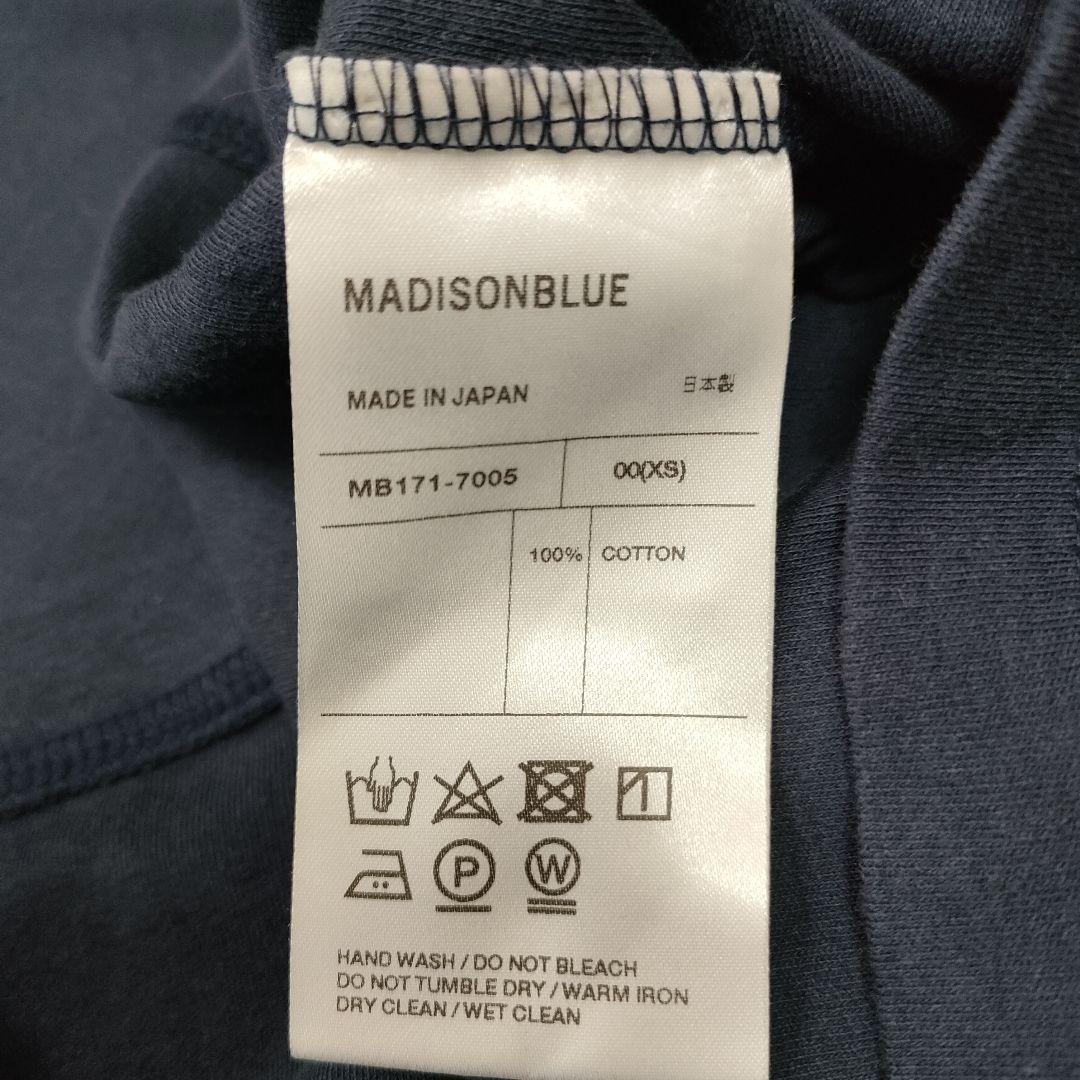 MADISONBLUE
MADE IN JAPAN 日本製
MB171-7005 00(XS)
100% COTTON
P W
HAND WASH / DO NOT BLEACH
DO NOT TUMBLE DRY / WARM IRON
DRY CLEAN / WET CLEAN